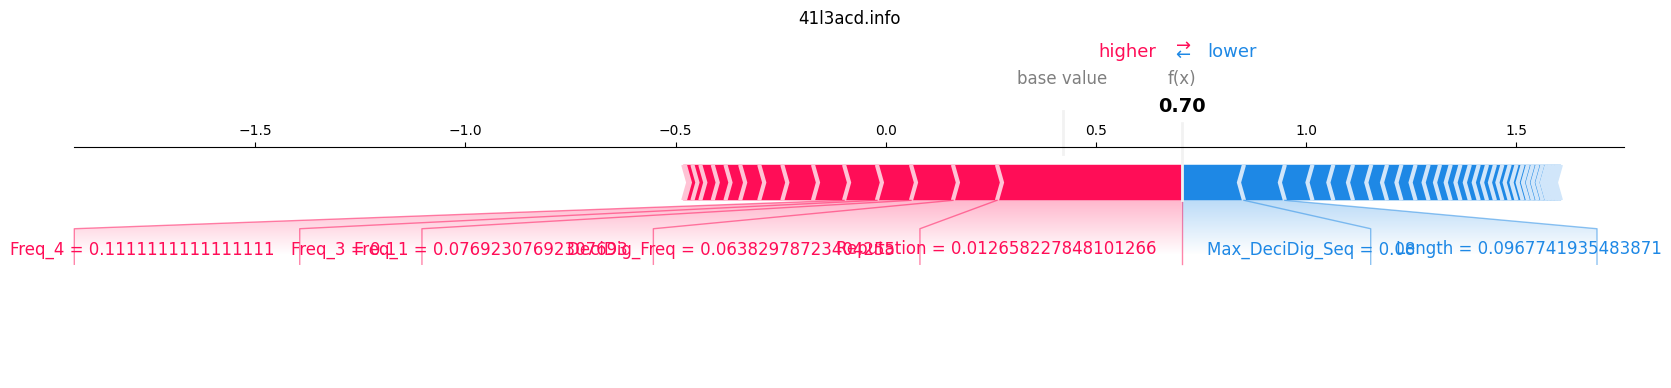 41l3acd.info
higher ⇄ lower
base value f(x)
0.70
−1.5 −1.0 −0.5 0.0 0.5 1.0 1.5
Freq_4 = 0.1111111111111111 Freq_3 = 0.1 Freq_1 = 0.07692307692307693 DeciDig_Freq = 0.06382978723404255 Reputation = 0.012658227848101266 Max_DeciDig_Seq = 0.08 Length = 0.0967741935483871